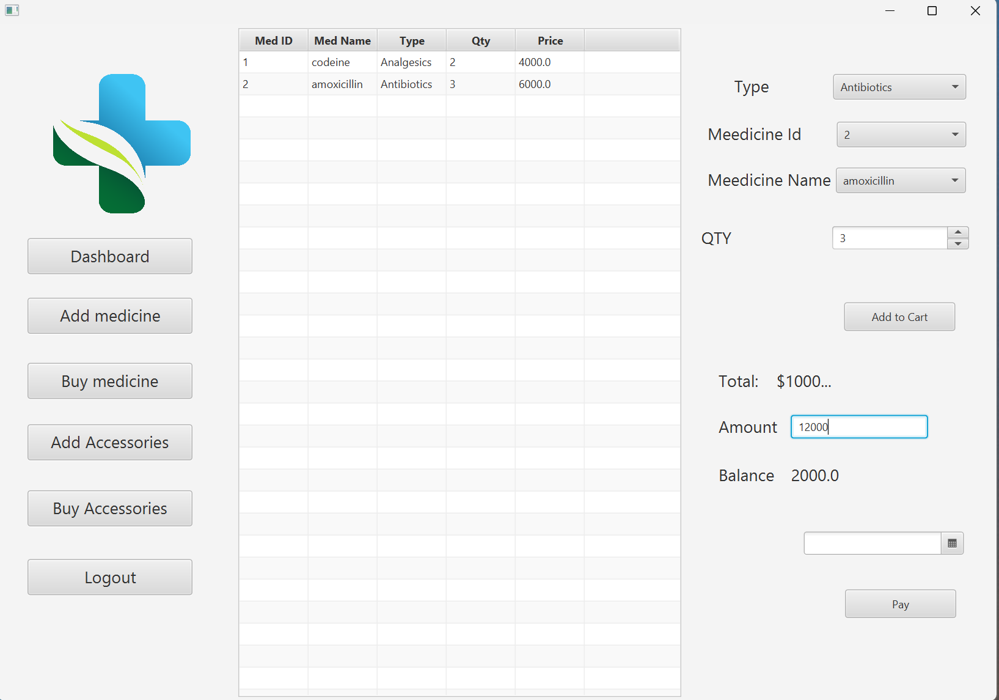 Med ID Med Name Type Qty Price
1 codeine Analgesics 2 4000.0
2 amoxicillin Antibiotics 3 6000.0
Dashboard
Add medicine
Buy medicine
Add Accessories
Buy Accessories
Logout
Type Antibiotics
Meedicine Id 2
Meedicine Name amoxicillin
QTY 3
Add to Cart
Total: $1000...
Amount 12000
Balance 2000.0
Pay